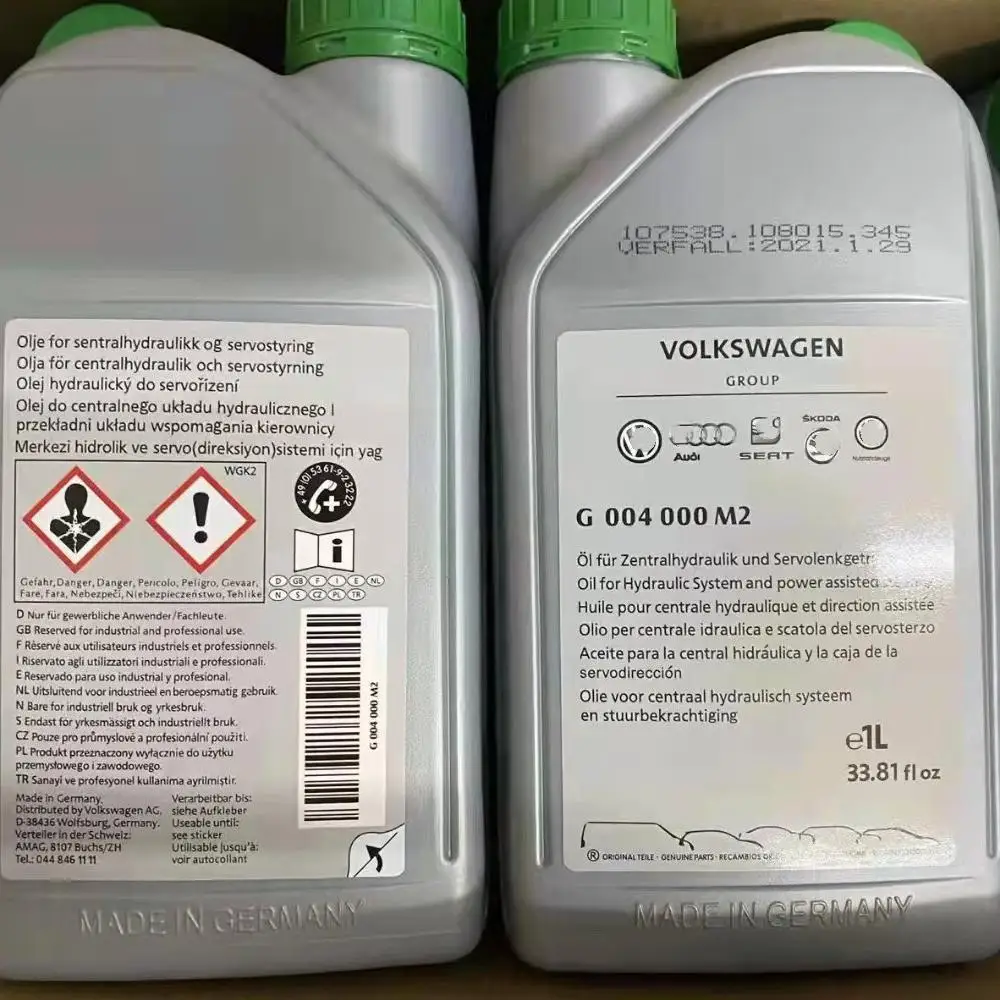 Olje for sentralhydraulikk og servostyring
Olja för centralhydraulik och servostyrning
Olej hydraulický do servořízení
Olej do centralnego układu hydraulicznego I
przekładni układu wspomagania kierownicy
Merkezi hidrolik ve servo(direksiyon)sistemi için yag
WGK2
+49(0)5361-9-23222
i
Gefahr, Danger, Danger, Pericolo, Peligro, Gevaar,
Fare, Fara, Nebezpečí, Niebezpieczeństwo, Tehlike
D GB F I E NL
N S CZ PL TR
D Nur für gewerbliche Anwender/Fachleute.
GB Reserved for industrial and professional use.
F Réservé aux utilisateurs industriels et professionnels.
I Riservato agli utilizzatori industriali e professionali.
E Reservado para uso industrial y profesional.
NL Uitsluitend voor industrieel en beroepsmatig gebruik.
N Bare for industriell bruk og yrkesbruk.
S Endast för yrkesmässigt och industriellt bruk.
CZ Pouze pro průmyslové a profesionální použití.
PL Produkt przeznaczony wyłącznie do użytku
przemysłowego i zawodowego.
TR Sanayi ve profesyonel kullanima ayrilmistir.
G 004 000 M2
Made in Germany.
Distributed by Volkswagen AG,
D-38436 Wolfsburg, Germany.
Verteiler in der Schweiz:
AMAG, 8107 Buchs/ZH
Tel.: 044 846 11 11
Verarbeitbar bis:
siehe Aufkleber
Useable until:
see sticker
Utilisable jusqu'à:
voir autocollant
MADE IN GERMANY
107538.108015.345
VERFALL:2021.1.29
VOLKSWAGEN
GROUP
Audi
SEAT
ŠKODA
Nutzfahrzeuge
G 004 000 M2
Öl für Zentralhydraulik und Servolenkgetr
Oil for Hydraulic System and power assisted
Huile pour centrale hydraulique et direction assistée
Olio per centrale idraulica e scatola del servosterzo
Aceite para la central hidráulica y la caja de la
servodirección
Olie voor centraal hydraulisch systeem
en stuurbekrachtiging
e1L
33.81 fl oz
® ORIGINAL TEILE · GENUINE PARTS · RECAMBIOS
MADE IN GERMANY